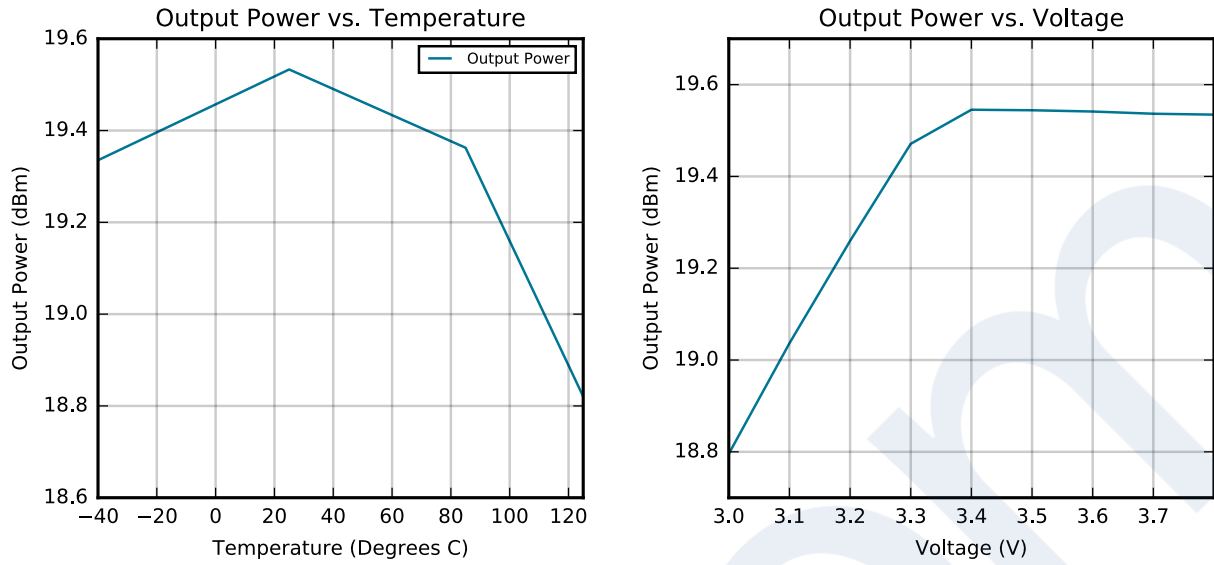 Output Power vs. Temperature
19.6
19.4
19.2
19.0
18.8
18.6
Output Power (dBm)
Output Power
−40 −20 0 20 40 60 80 100 120
Temperature (Degrees C)
Output Power vs. Voltage
19.6
19.4
19.2
19.0
18.8
Output Power (dBm)
3.0 3.1 3.2 3.3 3.4 3.5 3.6 3.7
Voltage (V)